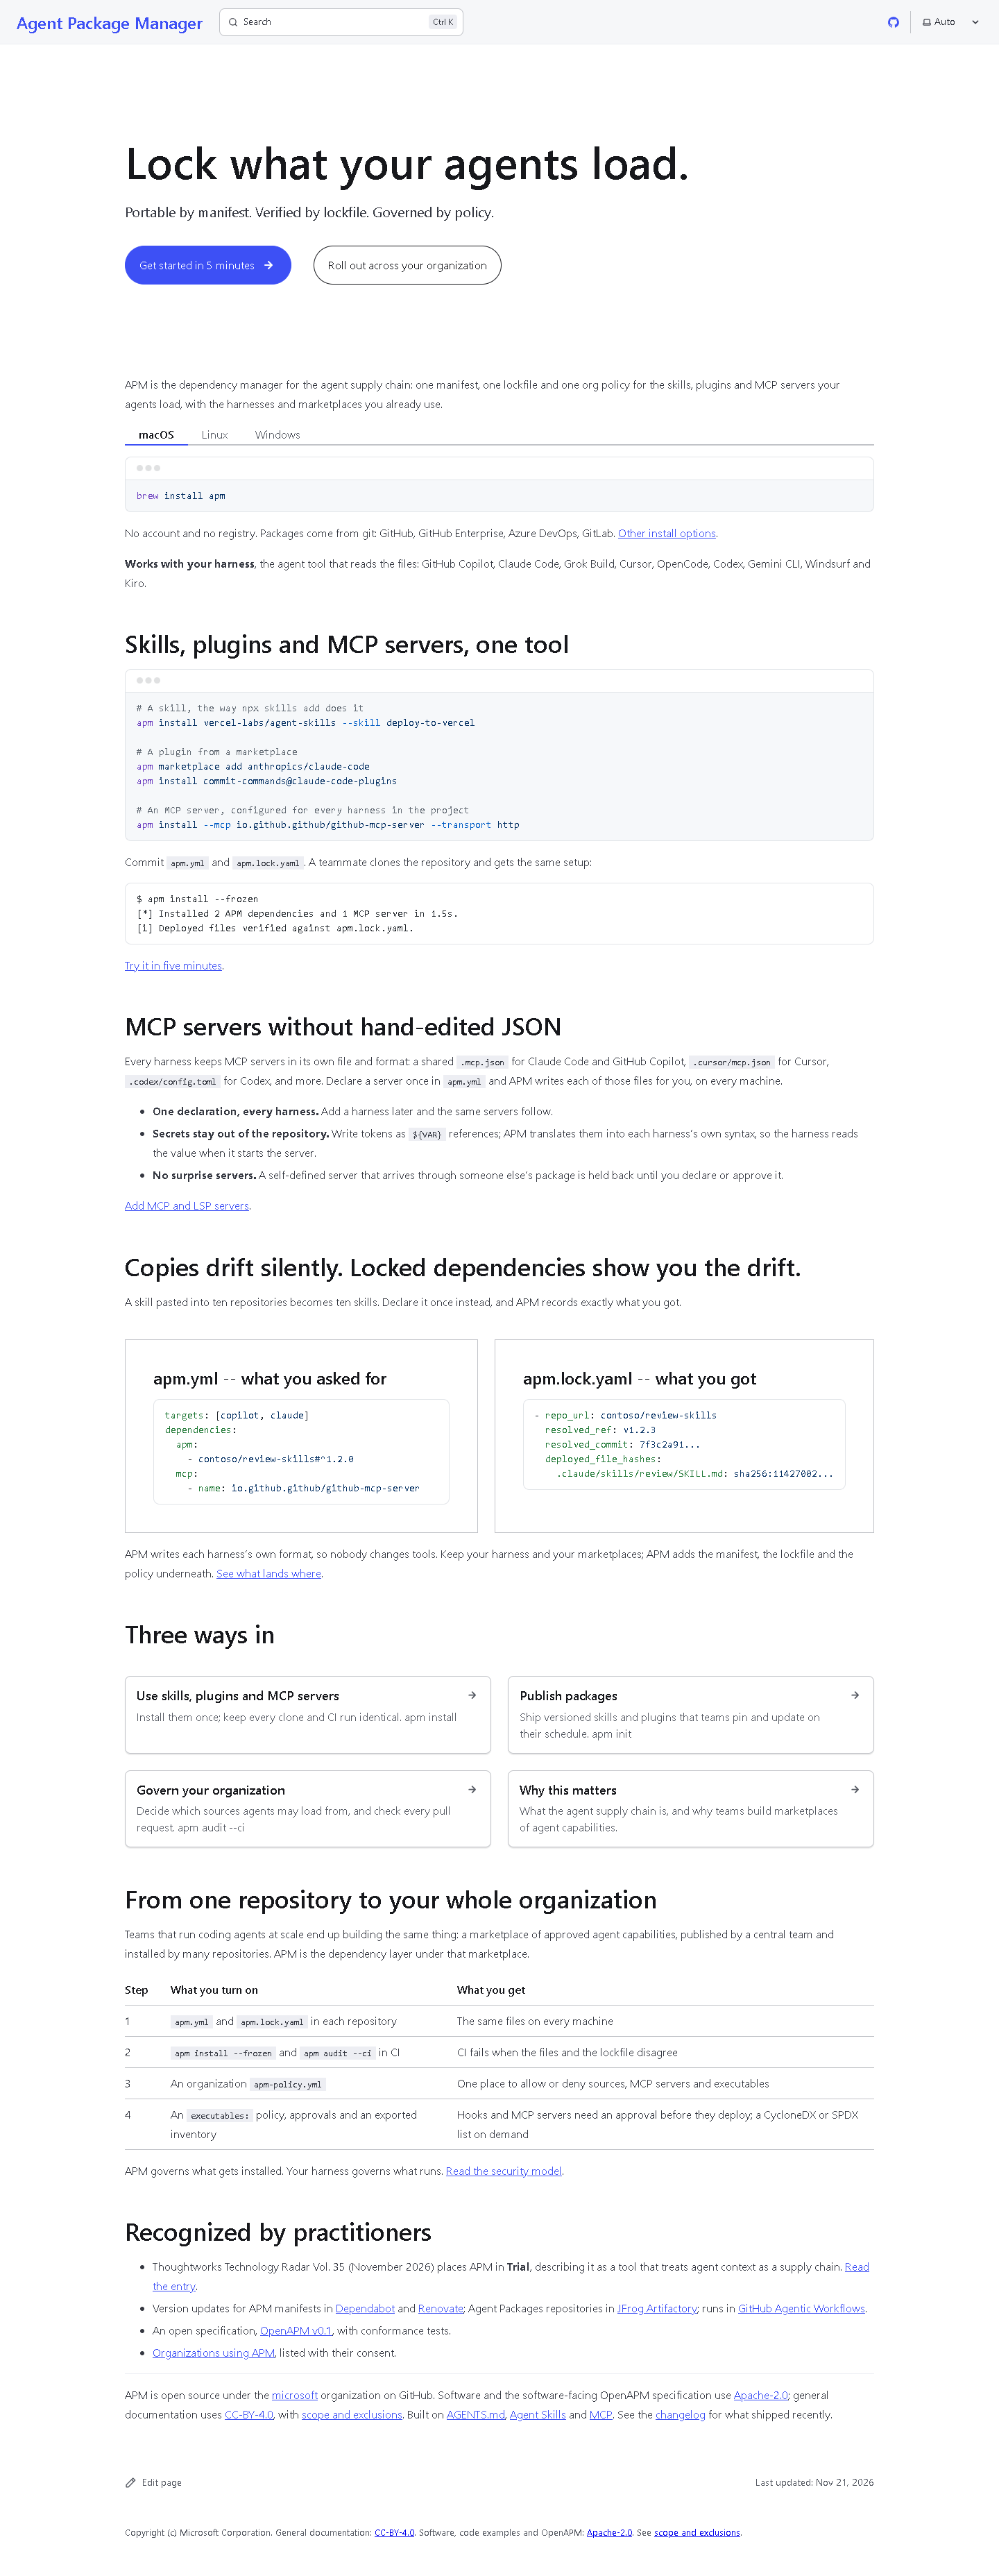 Agent Package Manager
Search
Ctrl K
Auto
Lock what your agents load.
Portable by manifest. Verified by lockfile. Governed by policy.
Get started in 5 minutes
Roll out across your organization
APM is the dependency manager for the agent supply chain: one manifest, one lockfile and one org policy for the skills, plugins and MCP servers your
agents load, with the harnesses and marketplaces you already use.
macOS
Linux
Windows
brew install apm
No account and no registry. Packages come from git: GitHub, GitHub Enterprise, Azure DevOps, GitLab. Other install options.
Works with your harness, the agent tool that reads the files: GitHub Copilot, Claude Code, Grok Build, Cursor, OpenCode, Codex, Gemini CLI, Windsurf and
Kiro.
Skills, plugins and MCP servers, one tool
# A skill, the way npx skills add does it
apm install vercel-labs/agent-skills --skill deploy-to-vercel
# A plugin from a marketplace
apm marketplace add anthropics/claude-code
apm install commit-commands@claude-code-plugins
# An MCP server, configured for every harness in the project
apm install --mcp io.github.github/github-mcp-server --transport http
Commit apm.yml and apm.lock.yaml. A teammate clones the repository and gets the same setup:
$ apm install --frozen
[*] Installed 2 APM dependencies and 1 MCP server in 1.5s.
[i] Deployed files verified against apm.lock.yaml.
Try it in five minutes.
MCP servers without hand-edited JSON
Every harness keeps MCP servers in its own file and format: a shared .mcp.json for Claude Code and GitHub Copilot, .cursor/mcp.json for Cursor,
.codex/config.toml for Codex, and more. Declare a server once in apm.yml and APM writes each of those files for you, on every machine.
• One declaration, every harness. Add a harness later and the same servers follow.
• Secrets stay out of the repository. Write tokens as ${VAR} references; APM translates them into each harness's own syntax, so the harness reads
the value when it starts the server.
• No surprise servers. A self-defined server that arrives through someone else's package is held back until you declare or approve it.
Add MCP and LSP servers.
Copies drift silently. Locked dependencies show you the drift.
A skill pasted into ten repositories becomes ten skills. Declare it once instead, and APM records exactly what you got.
apm.yml -- what you asked for
targets: [copilot, claude]
dependencies:
apm:
- contoso/review-skills#^1.2.0
mcp:
- name: io.github.github/github-mcp-server
apm.lock.yaml -- what you got
- repo_url: contoso/review-skills
resolved_ref: v1.2.3
resolved_commit: 7f3c2a91...
deployed_file_hashes:
.claude/skills/review/SKILL.md: sha256:11427002...
APM writes each harness's own format, so nobody changes tools. Keep your harness and your marketplaces; APM adds the manifest, the lockfile and the
policy underneath. See what lands where.
Three ways in
Use skills, plugins and MCP servers
Install them once; keep every clone and CI run identical. apm install
Publish packages
Ship versioned skills and plugins that teams pin and update on
their schedule. apm init
Govern your organization
Decide which sources agents may load from, and check every pull
request. apm audit --ci
Why this matters
What the agent supply chain is, and why teams build marketplaces
of agent capabilities.
From one repository to your whole organization
Teams that run coding agents at scale end up building the same thing: a marketplace of approved agent capabilities, published by a central team and
installed by many repositories. APM is the dependency layer under that marketplace.
Step What you turn on What you get
1 apm.yml and apm.lock.yaml in each repository The same files on every machine
2 apm install --frozen and apm audit --ci in CI CI fails when the files and the lockfile disagree
3 An organization apm-policy.yml One place to allow or deny sources, MCP servers and executables
4 An executables: policy, approvals and an exported Hooks and MCP servers need an approval before they deploy; a CycloneDX or SPDX
inventory list on demand
APM governs what gets installed. Your harness governs what runs. Read the security model.
Recognized by practitioners
• Thoughtworks Technology Radar Vol. 35 (November 2026) places APM in Trial, describing it as a tool that treats agent context as a supply chain. Read
the entry.
• Version updates for APM manifests in Dependabot and Renovate; Agent Packages repositories in JFrog Artifactory; runs in GitHub Agentic Workflows.
• An open specification, OpenAPM v0.1, with conformance tests.
• Organizations using APM, listed with their consent.
APM is open source under the microsoft organization on GitHub. Software and the software-facing OpenAPM specification use Apache-2.0; general
documentation uses CC-BY-4.0, with scope and exclusions. Built on AGENTS.md, Agent Skills and MCP. See the changelog for what shipped recently.
Edit page
Last updated: Nov 21, 2026
Copyright (c) Microsoft Corporation. General documentation: CC-BY-4.0. Software, code examples and OpenAPM: Apache-2.0. See scope and exclusions.